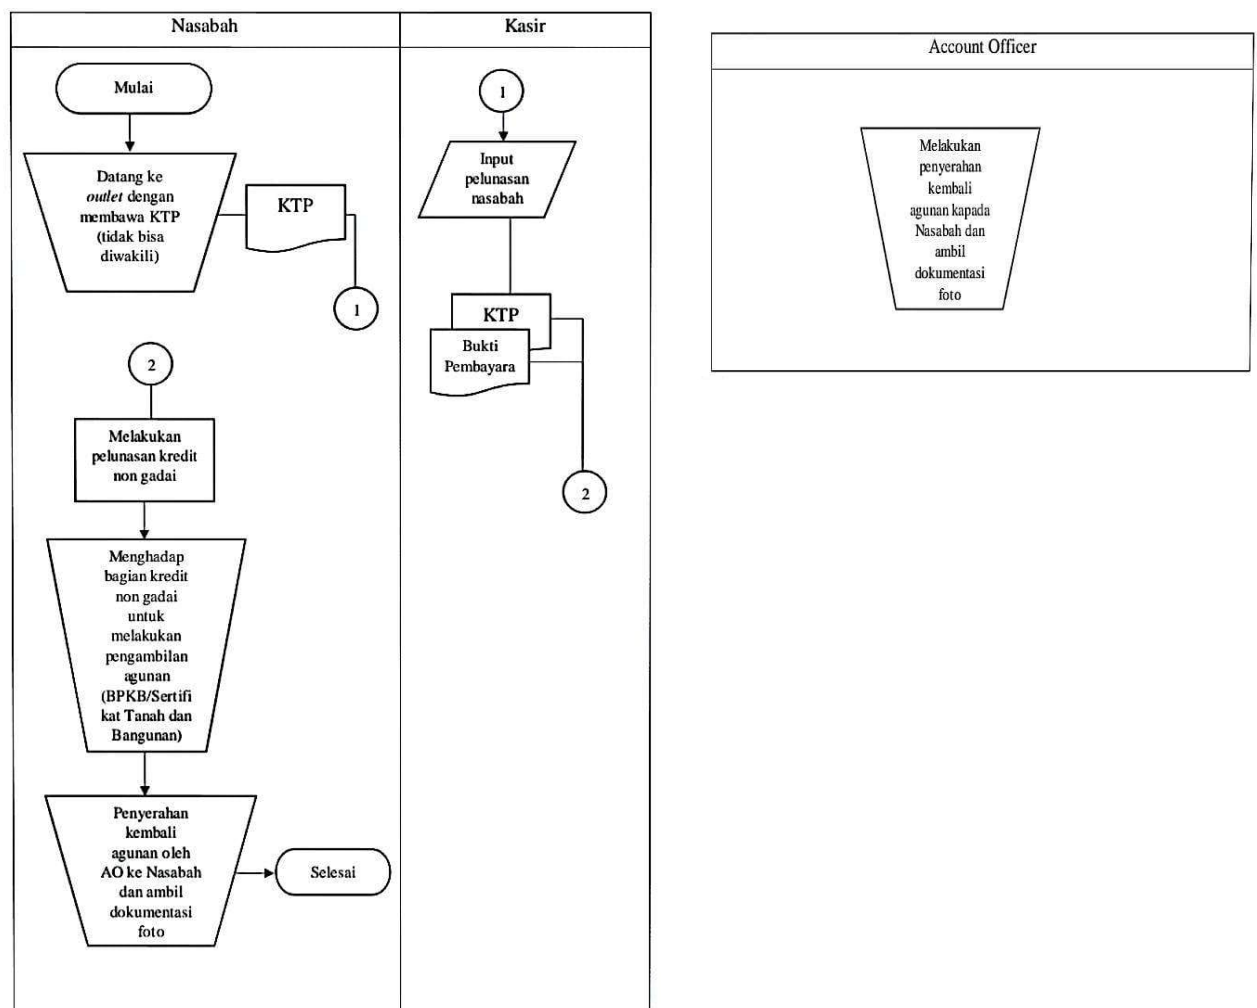 Nasabah
Mulai
Datang ke
outlet dengan
membawa KTP
(tidak bisa
diwakili)
KTP
1
2
Melakukan
pelunasan kredit
non gadai
Menghadap
bagian kredit
non gadai
untuk
melakukan
pengambilan
agunan
(BPKB/Sertifi
kat Tanah dan
Bangunan)
Penyerahan
kembali
agunan oleh
AO ke Nasabah
dan ambil
dokumentasi
foto
Selesai
Kasir
1
Input
pelunasan
nasabah
KTP
Bukti
Pembayara
2
Account Officer
Melakukan
penyerahan
kembali
agunan kapada
Nasabah dan
ambil
dokumentasi
foto